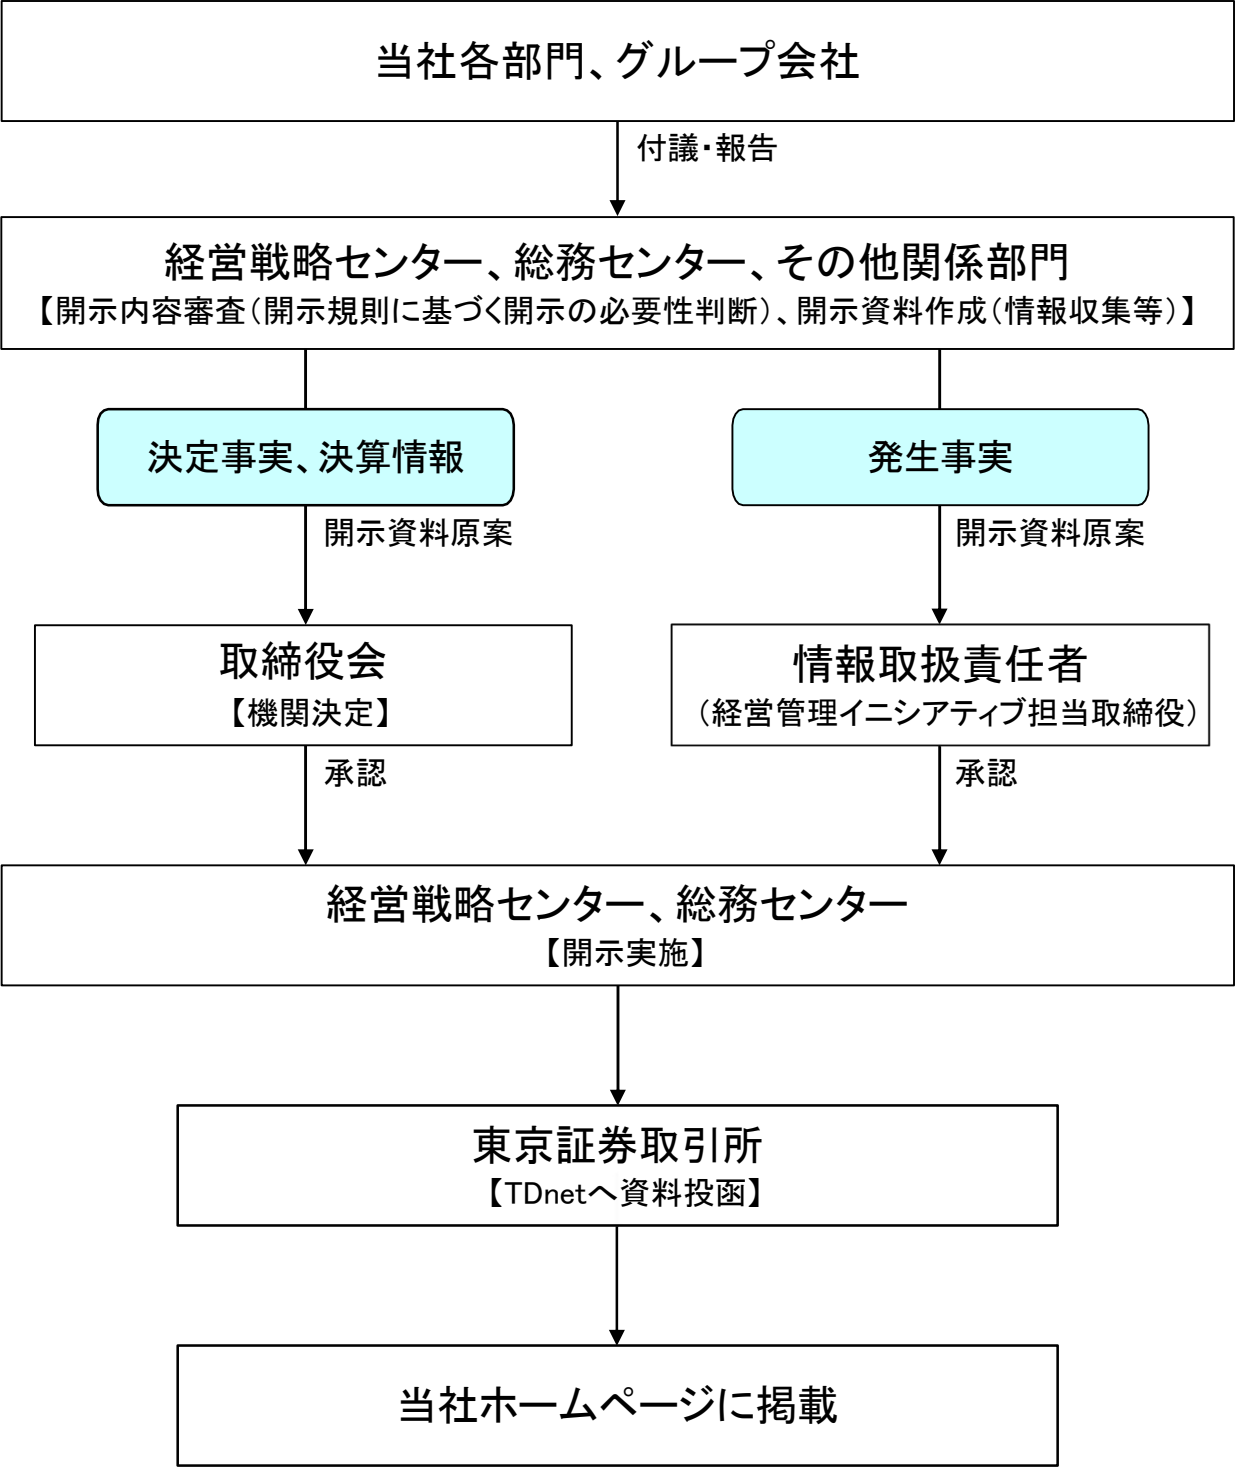 当社各部門、グループ会社
付議・報告
経営戦略センター、総務センター、その他関係部門
【開示内容審査（開示規則に基づく開示の必要性判断）、開示資料作成（情報収集等）】
決定事実、決算情報
発生事実
開示資料原案
開示資料原案
取締役会
【機関決定】
情報取扱責任者
（経営管理イニシアティブ担当取締役）
承認
承認
経営戦略センター、総務センター
【開示実施】
東京証券取引所
【TDnetへ資料投函】
当社ホームページに掲載